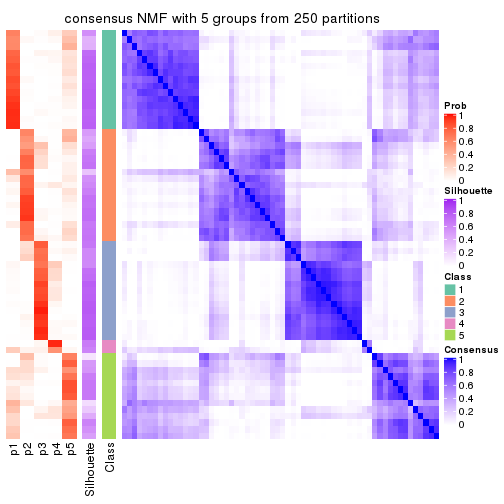 consensus NMF with 5 groups from 250 partitions
Prob
1
0.8
0.6
0.4
0.2
0
Silhouette
1
0.8
0.6
0.4
0.2
0
Class
1
2
3
4
5
Consensus
1
0.8
0.6
0.4
0.2
0
p1
p2
p3
p4
p5
Silhouette
Class